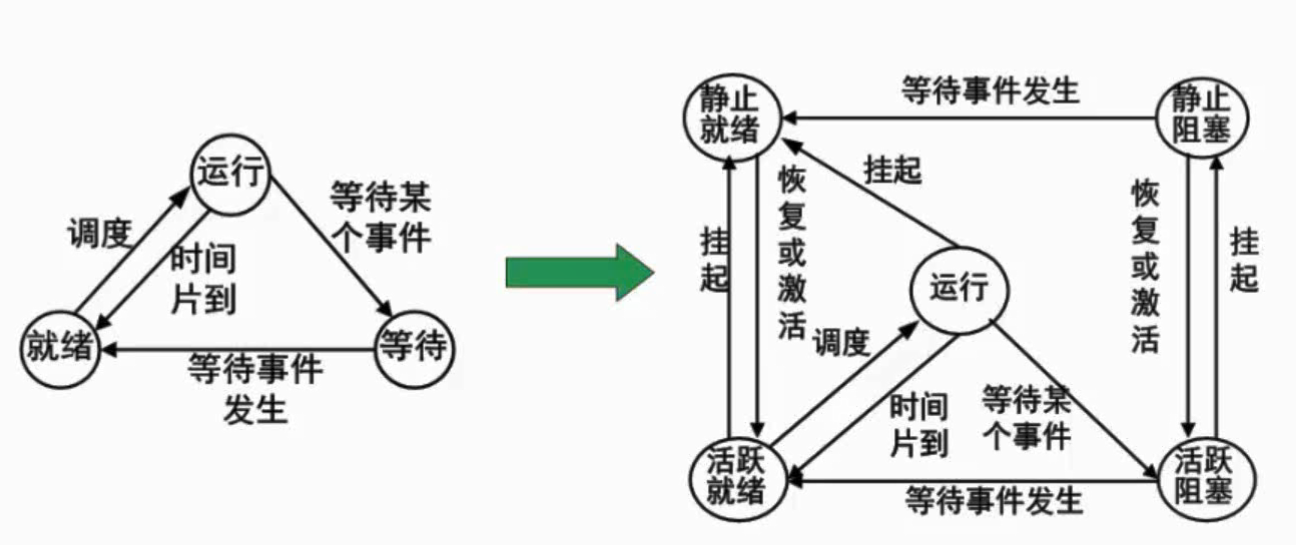 运行
调度
等待某
个事件
时间
片到
就绪
等待
等待事件
发生
静止
就绪
等待事件发生
静止
阻塞
挂起
挂
起
恢
复
或
激
活
恢
复
或
激
活
挂
起
运行
调度
时间
片到
等待某
个事件
活跃
就绪
等待事件发生
活跃
阻塞